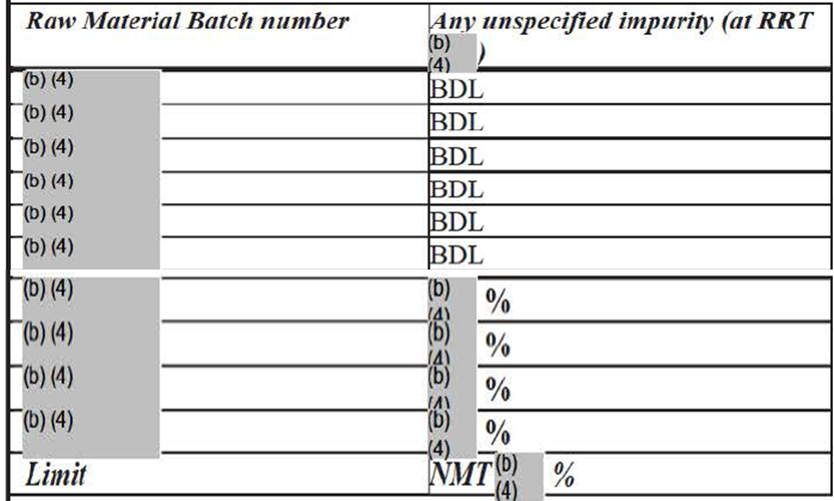 Raw Material Batch number Any unspecified impurity (at RRT
(b)
(4) )
(b) (4) BDL
(b) (4) BDL
(b) (4) BDL
(b) (4) BDL
(b) (4) BDL
(b) (4) BDL
(b) (4) (b)
(4) %
(b) (4) (b)
(4) %
(b) (4) (b)
(4) %
(b) (4) (b)
(4) %
Limit NMT (b)
(4) %